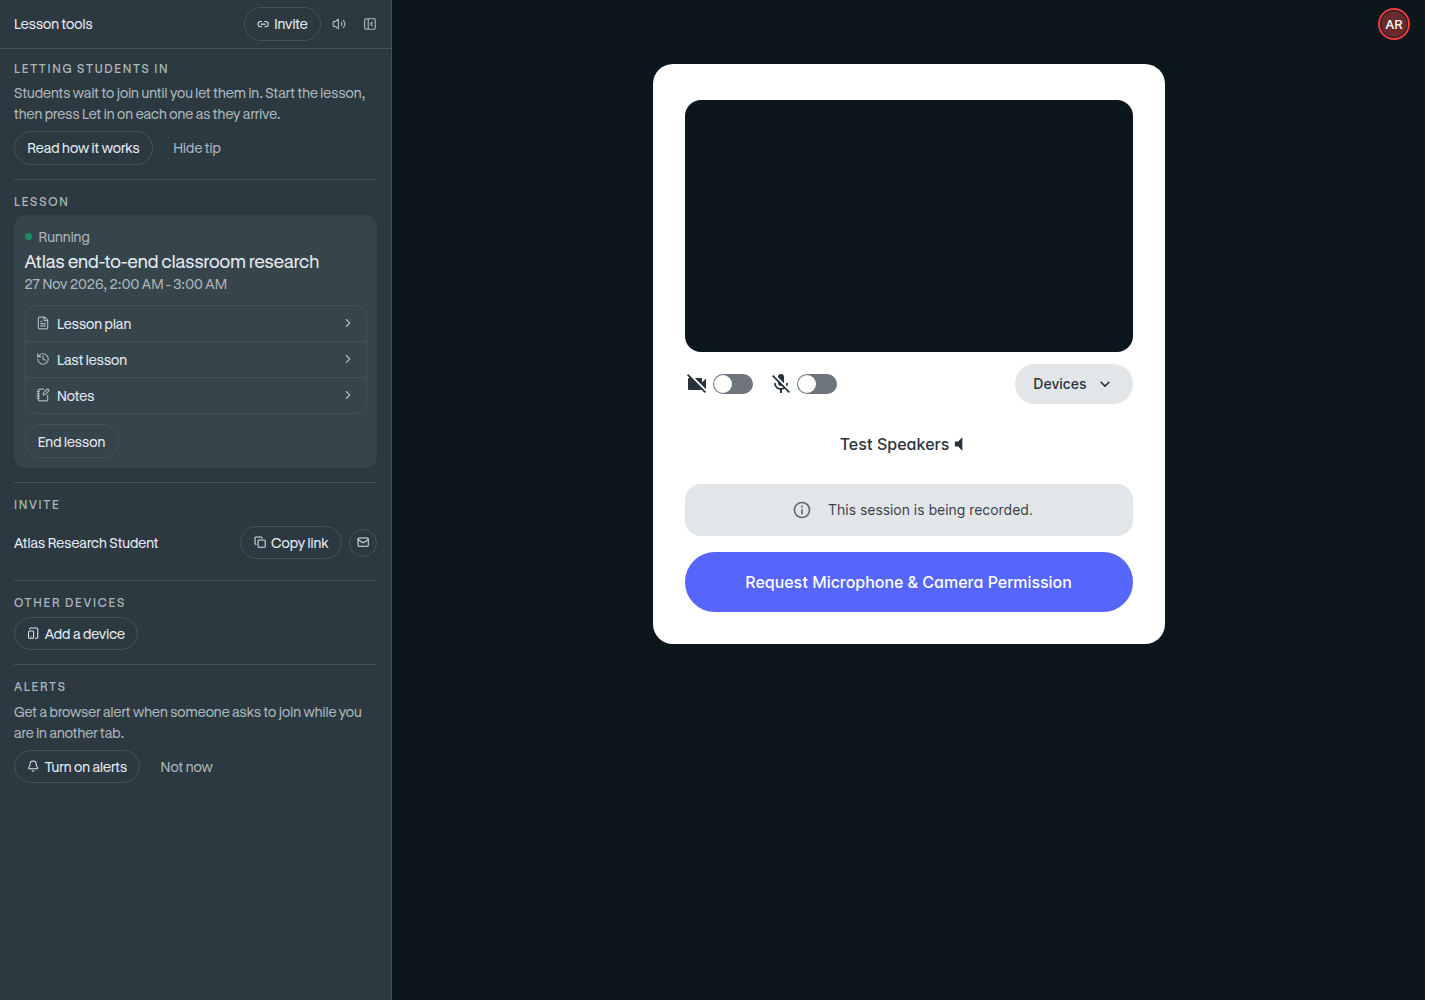 Lesson tools
Invite
AR
LETTING STUDENTS IN
Students wait to join until you let them in. Start the lesson,
then press Let in on each one as they arrive.
Read how it works
Hide tip
LESSON
Running
Atlas end-to-end classroom research
27 Nov 2026, 2:00 AM - 3:00 AM
Lesson plan
Last lesson
Notes
End lesson
INVITE
Atlas Research Student
Copy link
OTHER DEVICES
Add a device
ALERTS
Get a browser alert when someone asks to join while you
are in another tab.
Turn on alerts
Not now
Devices
Test Speakers
This session is being recorded.
Request Microphone & Camera Permission